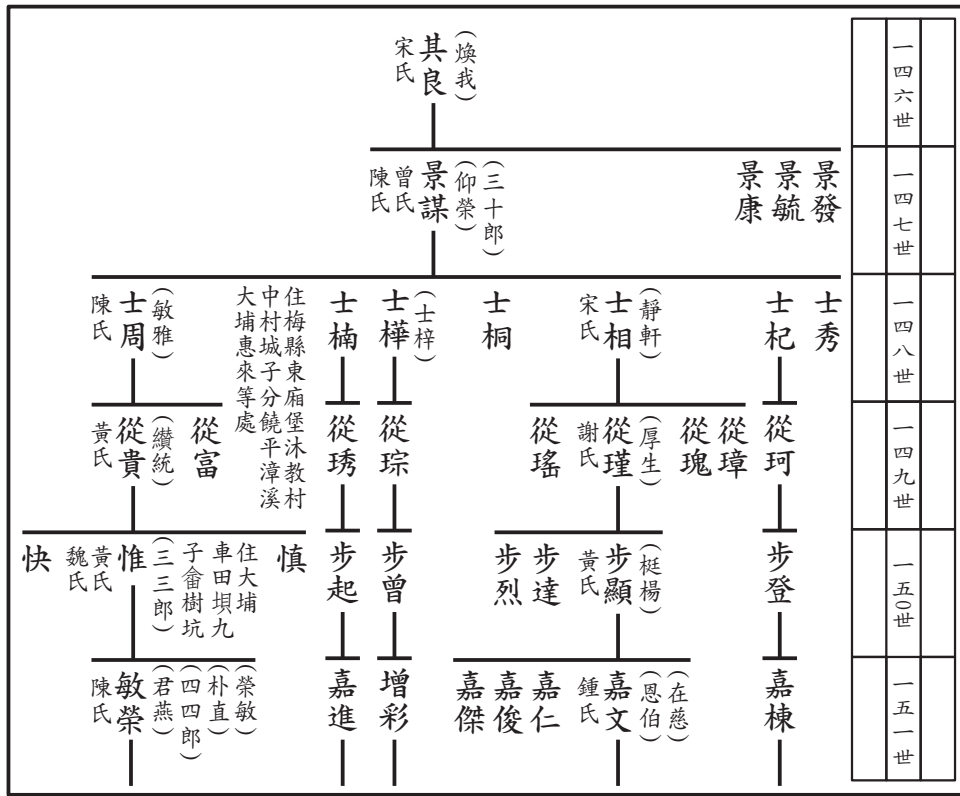 一四六世
(煥我)
其良
宋氏
一四七世
景發
景毓
景康
(三十郎)
(仰榮)
景謀
曾氏
陳氏
一四八世
士秀
士杞
(靜軒)
士相
宋氏
士桐
(士梓)
士樺
士楠
住梅縣東廂堡沐教村
中村城子分饒平漳溪
大埔惠來等處
(敏雅)
士周
陳氏
一四九世
從珂
從璋
從瑰
(厚生)
從瑾
謝氏
從瑤
從琮
從琇
從富
(纘統)
從貴
黃氏
一五〇世
步登
(梃楊)
步顯
黃氏
步達
步烈
步曾
步起
慎
住大埔
車田垻九
子畲樹坑
(三三郎)
惟
黃氏
魏氏
快
一五一世
嘉棟
(在慈)
(恩伯)
嘉文
鍾氏
嘉仁
嘉俊
嘉傑
增彩
嘉進
(榮敏)
(朴直)
(四四郎)
(君燕)
敏榮
陳氏